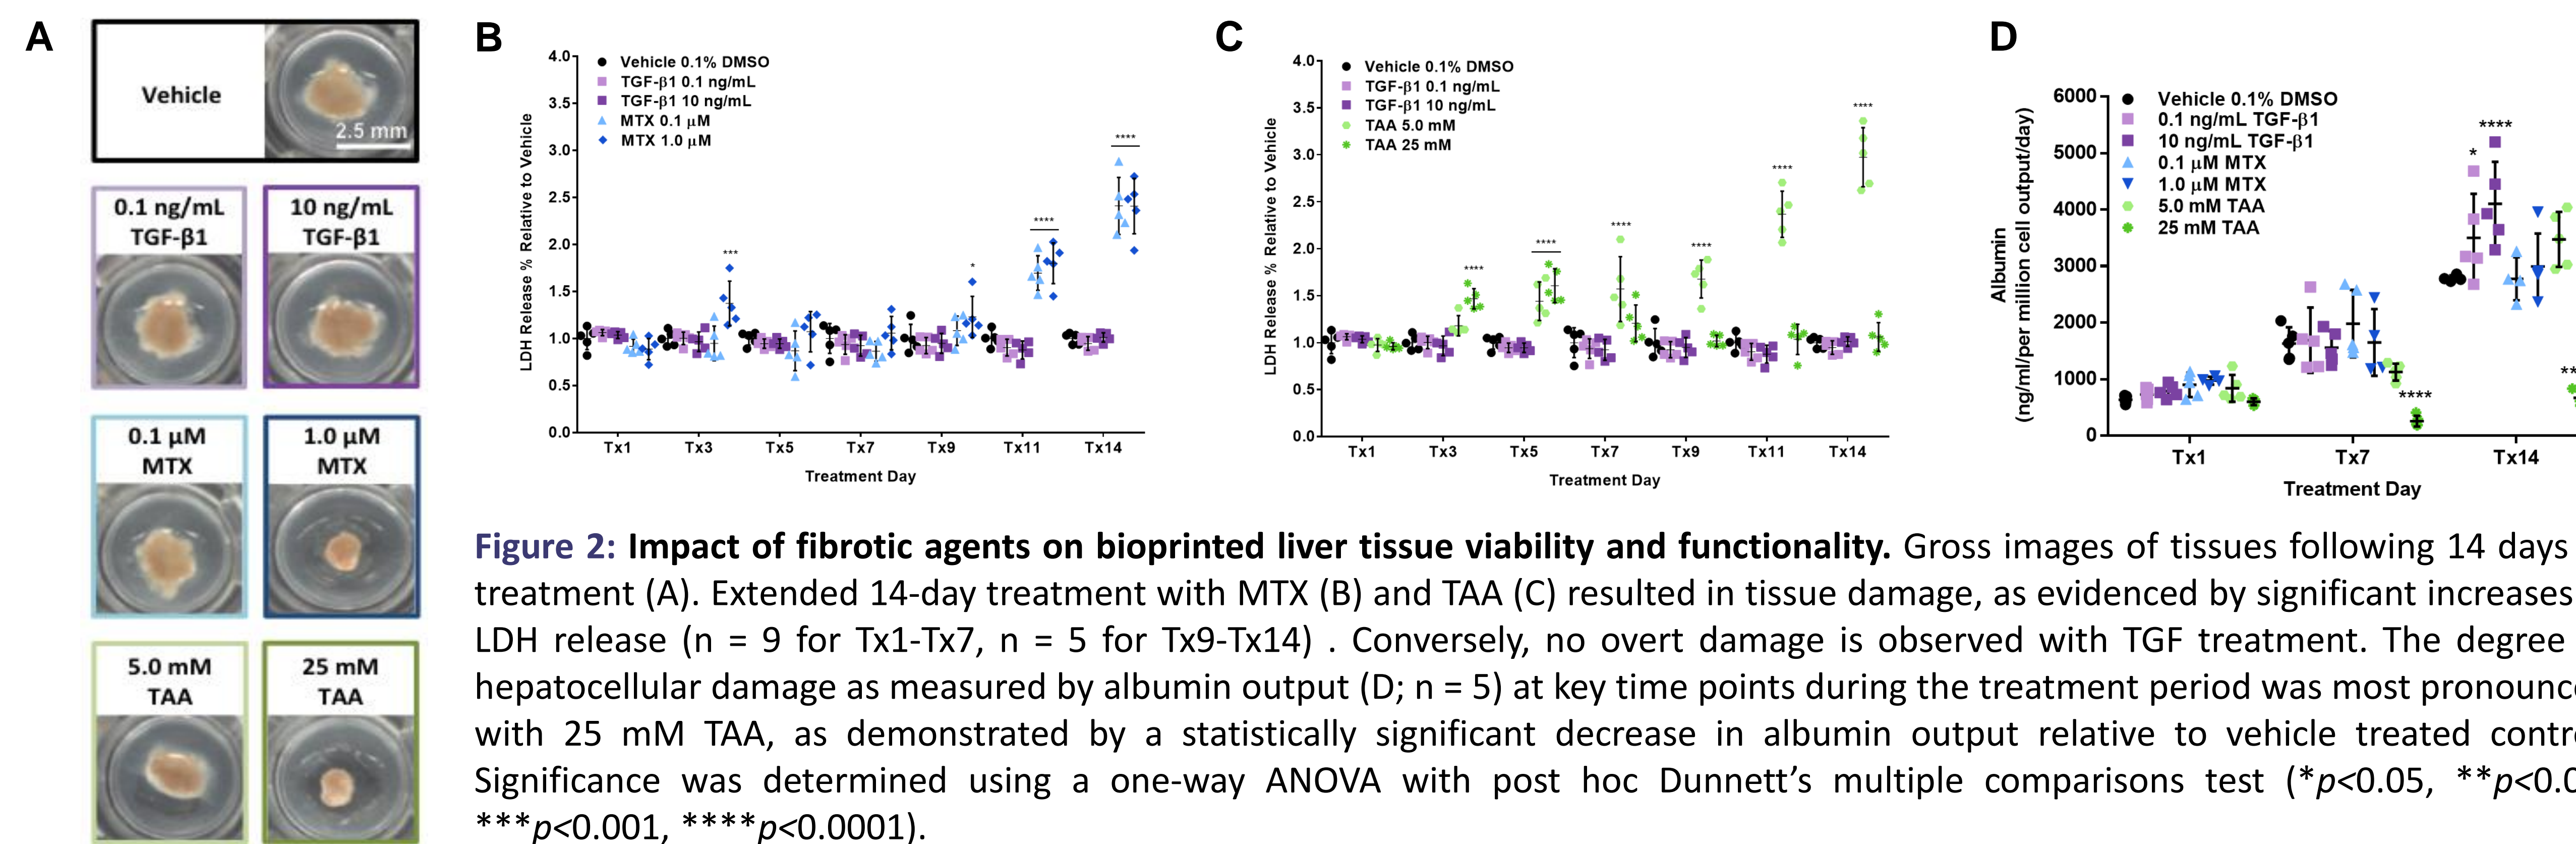 A
Vehicle
2.5 mm
0.1 ng/mL
TGF-β1
10 ng/mL
TGF-β1
0.1 μM
MTX
1.0 μM
MTX
5.0 mM
TAA
25 mM
TAA
B
LDH Release % Relative to Vehicle
4.0
3.5
3.0
2.5
2.0
1.5
1.0
0.5
0.0
Vehicle 0.1% DMSO
TGF-β1 0.1 ng/mL
TGF-β1 10 ng/mL
MTX 0.1 μM
MTX 1.0 μM
***
*
****
****
Tx1 Tx3 Tx5 Tx7 Tx9 Tx11 Tx14
Treatment Day
C
LDH Release % Relative to Vehicle
4.0
3.5
3.0
2.5
2.0
1.5
1.0
0.5
0.0
Vehicle 0.1% DMSO
TGF-β1 0.1 ng/mL
TGF-β1 10 ng/mL
TAA 5.0 mM
TAA 25 mM
****
****
****
****
****
****
Tx1 Tx3 Tx5 Tx7 Tx9 Tx11 Tx14
Treatment Day
D
Albumin
(ng/ml/per million cell output/day)
6000
5000
4000
3000
2000
1000
0
Vehicle 0.1% DMSO
0.1 ng/mL TGF-β1
10 ng/mL TGF-β1
0.1 μM MTX
1.0 μM MTX
5.0 mM TAA
25 mM TAA
****
*
****
**
Tx1 Tx7 Tx14
Treatment Day
Figure 2: Impact of fibrotic agents on bioprinted liver tissue viability and functionality. Gross images of tissues following 14 days
treatment (A). Extended 14-day treatment with MTX (B) and TAA (C) resulted in tissue damage, as evidenced by significant increases
LDH release (n = 9 for Tx1-Tx7, n = 5 for Tx9-Tx14) . Conversely, no overt damage is observed with TGF treatment. The degree
hepatocellular damage as measured by albumin output (D; n = 5) at key time points during the treatment period was most pronounce
with 25 mM TAA, as demonstrated by a statistically significant decrease in albumin output relative to vehicle treated contr
Significance was determined using a one-way ANOVA with post hoc Dunnett’s multiple comparisons test (*p<0.05, **p<0.0
***p<0.001, ****p<0.0001).